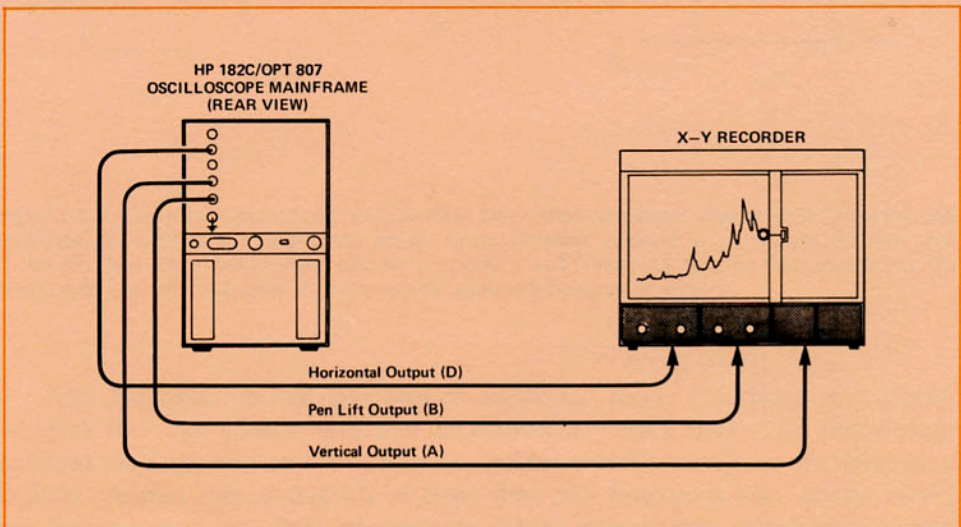 HP 182C/OPT 807
OSCILLOSCOPE MAINFRAME
(REAR VIEW)
X–Y RECORDER
Horizontal Output (D)
Pen Lift Output (B)
Vertical Output (A)